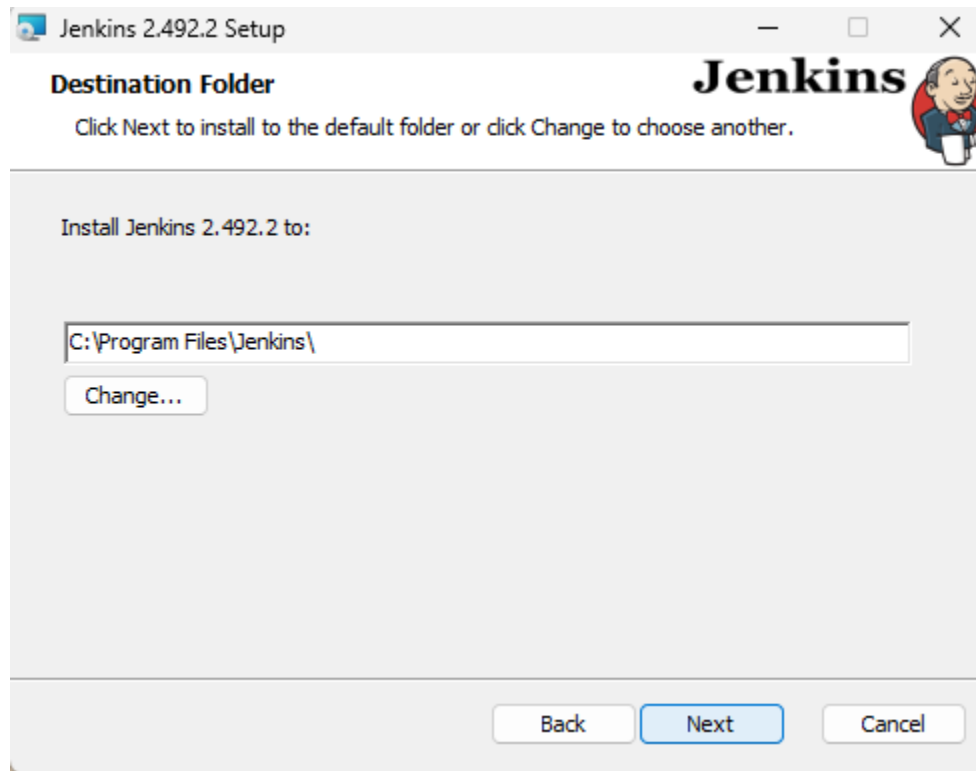 Jenkins 2.492.2 Setup
Destination Folder
Jenkins
Click Next to install to the default folder or click Change to choose another.
Install Jenkins 2.492.2 to:
C:\Program Files\Jenkins\
Change...
Back Next Cancel